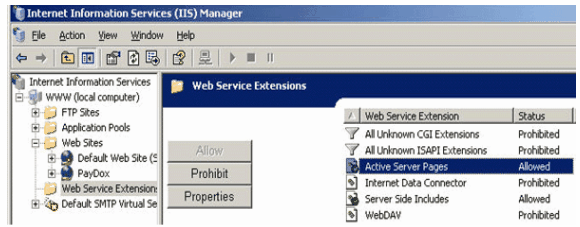 Internet Information Services (IIS) Manager
File Action View Window Help
Internet Information Services
WWW (local computer)
FTP Sites
Application Pools
Web Sites
Default Web Site (S
PayDox
Web Service Extensions
Default SMTP Virtual Se
Web Service Extensions
Allow
Prohibit
Properties
Web Service Extension Status
All Unknown CGI Extensions Prohibited
All Unknown ISAPI Extensions Prohibited
Active Server Pages Allowed
Internet Data Connector Prohibited
Server Side Includes Allowed
WebDAV Prohibited